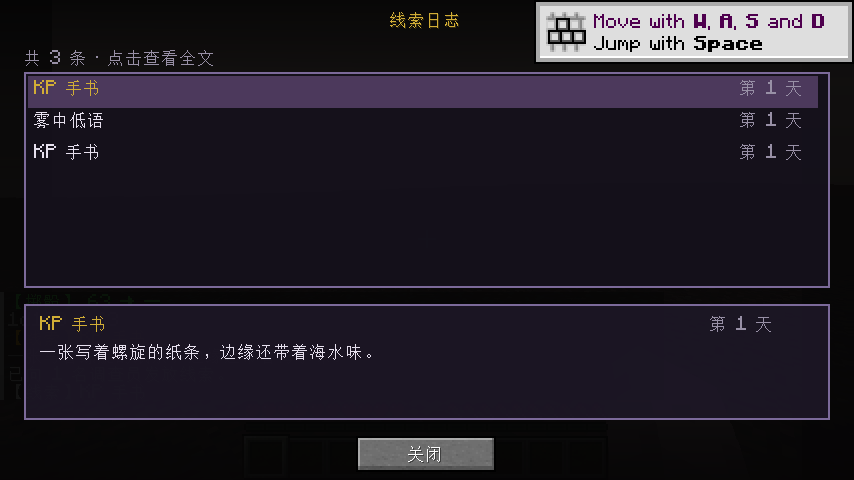 线索日志
Move with W, A, S and D
Jump with Space
共 3 条 · 点击查看全文
KP 手书 第 1 天
雾中低语 第 1 天
KP 手书 第 1 天
KP 手书 第 1 天
一张写着螺旋的纸条，边缘还带着海水味。
关闭